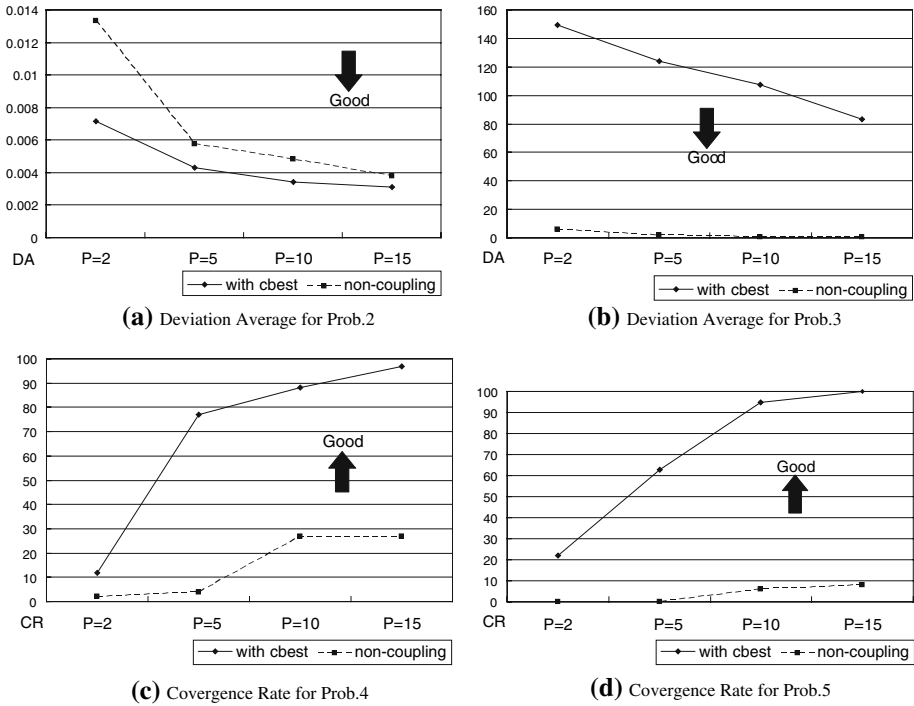 0.014
0.012
0.01
0.008
0.006
0.004
0.002
0
Good
DA P=2 P=5 P=10 P=15
with cbest non-coupling
(a) Deviation Average for Prob.2
160
140
120
100
80
60
40
20
0
Good
DA P=2 P=5 P=10 P=15
with cbest non-coupling
(b) Deviation Average for Prob.3
100
90
80
70
60
50
40
30
20
10
0
Good
CR P=2 P=5 P=10 P=15
with cbest non-coupling
(c) Covergence Rate for Prob.4
100
90
80
70
60
50
40
30
20
10
0
Good
CR P=2 P=5 P=10 P=15
with cbest non-coupling
(d) Covergence Rate for Prob.5